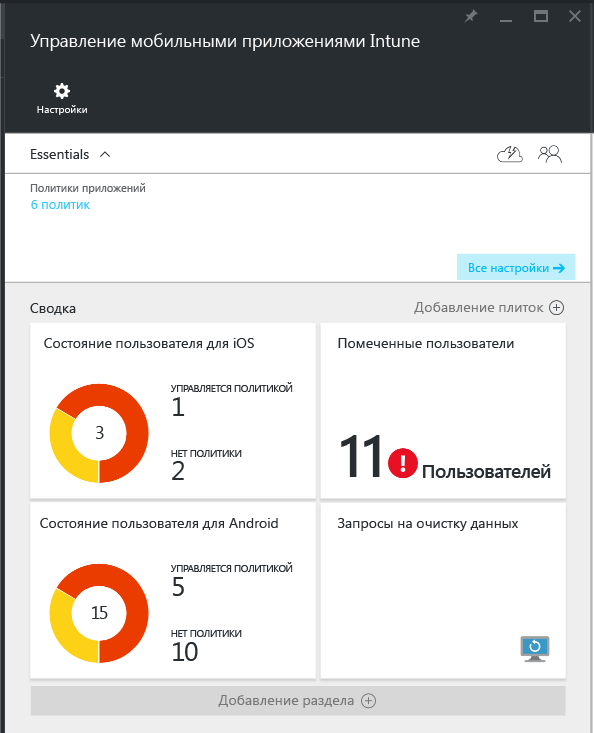 Управление мобильными приложениями Intune
Настройки
Essentials
Политики приложений
6 политик
Все настройки
Сводка
Добавление плиток
Состояние пользователя для iOS
3
УПРАВЛЯЕТСЯ ПОЛИТИКОЙ
1
НЕТ ПОЛИТИКИ
2
Помеченные пользователи
11 ! Пользователей
Состояние пользователя для Android
15
УПРАВЛЯЕТСЯ ПОЛИТИКОЙ
5
НЕТ ПОЛИТИКИ
10
Запросы на очистку данных
Добавление раздела